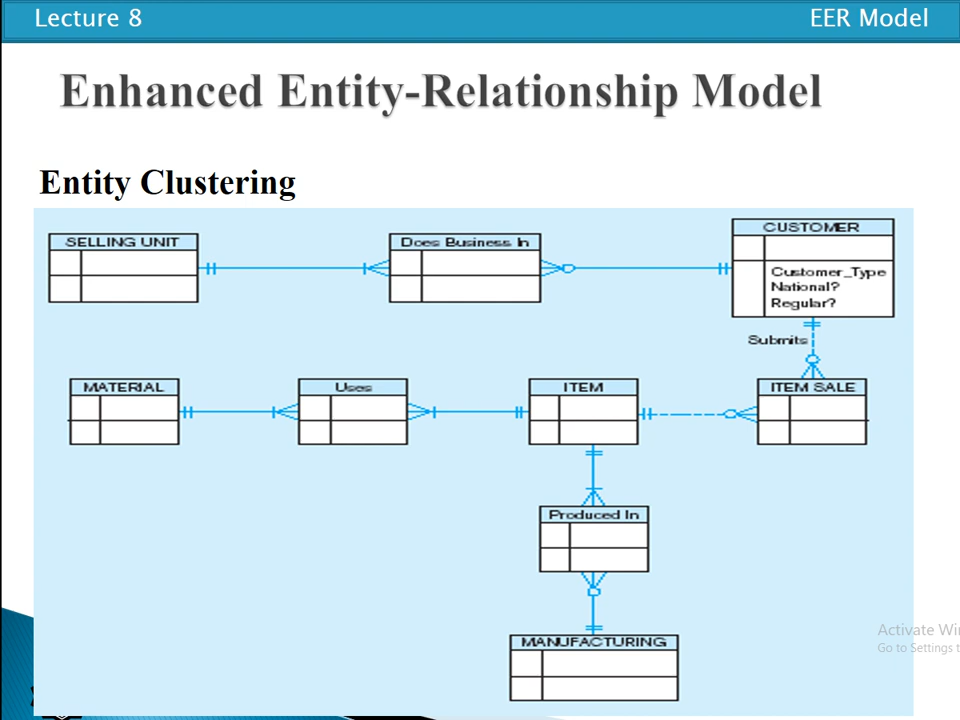 Lecture 8
EER Model
Enhanced Entity-Relationship Model
Entity Clustering
SELLING UNIT
Does Business In
CUSTOMER
Customer_Type
National?
Regular?
Submits
MATERIAL
Uses
ITEM
ITEM SALE
Produced In
MANUFACTURING
Activate Wi
Go to Settings t